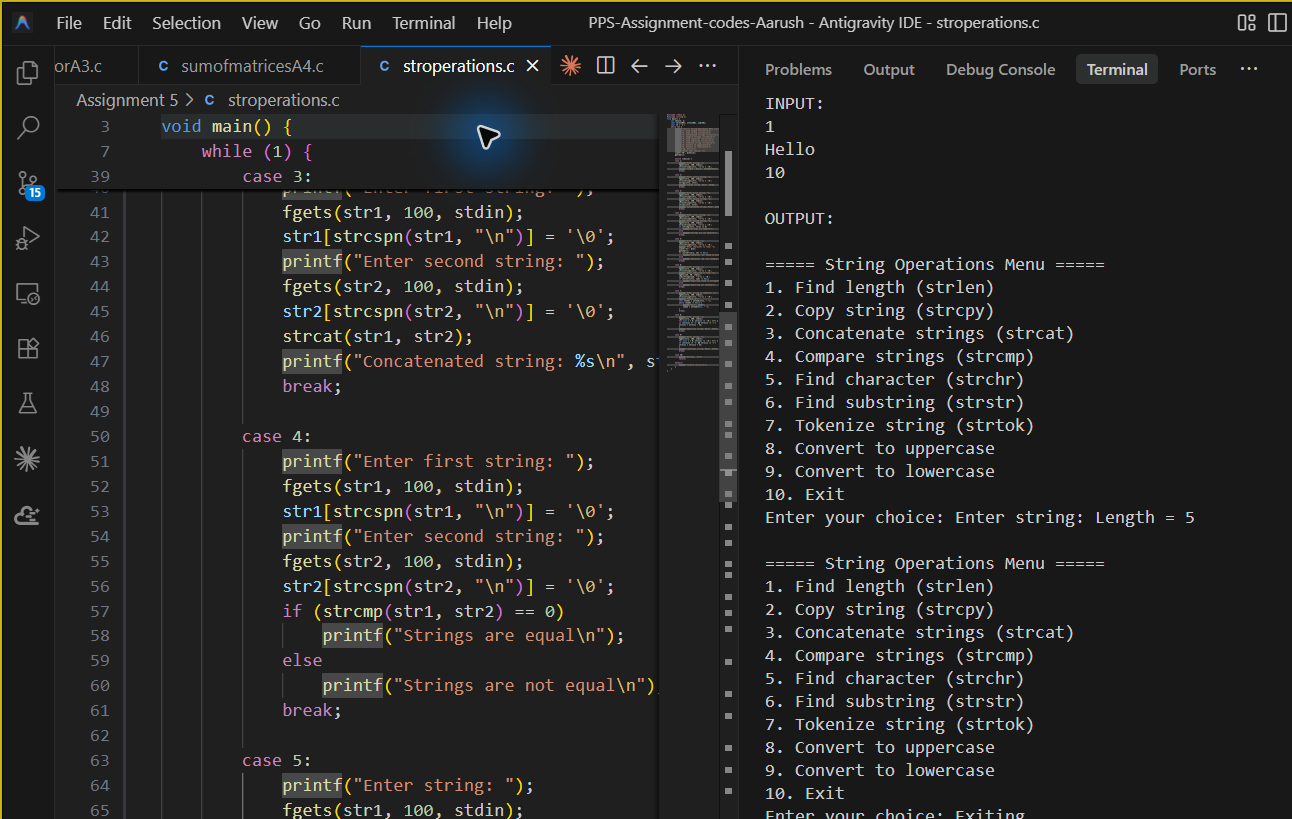 File Edit Selection View Go Run Terminal Help
PPS-Assignment-codes-Aarush - Antigravity IDE - stroperations.c
orA3.c
C sumofmatricesA4.c
C stroperations.c
Assignment 5 > C stroperations.c
15
3 void main() {
7 while (1) {
39 case 3:
41 fgets(str1, 100, stdin);
42 str1[strcspn(str1, "\n")] = '\0';
43 printf("Enter second string: ");
44 fgets(str2, 100, stdin);
45 str2[strcspn(str2, "\n")] = '\0';
46 strcat(str1, str2);
47 printf("Concatenated string: %s\n", s
48 break;
49
50 case 4:
51 printf("Enter first string: ");
52 fgets(str1, 100, stdin);
53 str1[strcspn(str1, "\n")] = '\0';
54 printf("Enter second string: ");
55 fgets(str2, 100, stdin);
56 str2[strcspn(str2, "\n")] = '\0';
57 if (strcmp(str1, str2) == 0)
58 printf("Strings are equal\n");
59 else
60 printf("Strings are not equal\n")
61 break;
62
63 case 5:
64 printf("Enter string: ");
65 fgets(str1, 100, stdin);
Problems Output Debug Console Terminal Ports
INPUT:
1
Hello
10
OUTPUT:
===== String Operations Menu =====
1. Find length (strlen)
2. Copy string (strcpy)
3. Concatenate strings (strcat)
4. Compare strings (strcmp)
5. Find character (strchr)
6. Find substring (strstr)
7. Tokenize string (strtok)
8. Convert to uppercase
9. Convert to lowercase
10. Exit
Enter your choice: Enter string: Length = 5
===== String Operations Menu =====
1. Find length (strlen)
2. Copy string (strcpy)
3. Concatenate strings (strcat)
4. Compare strings (strcmp)
5. Find character (strchr)
6. Find substring (strstr)
7. Tokenize string (strtok)
8. Convert to uppercase
9. Convert to lowercase
10. Exit
Enter your choice: Exiting